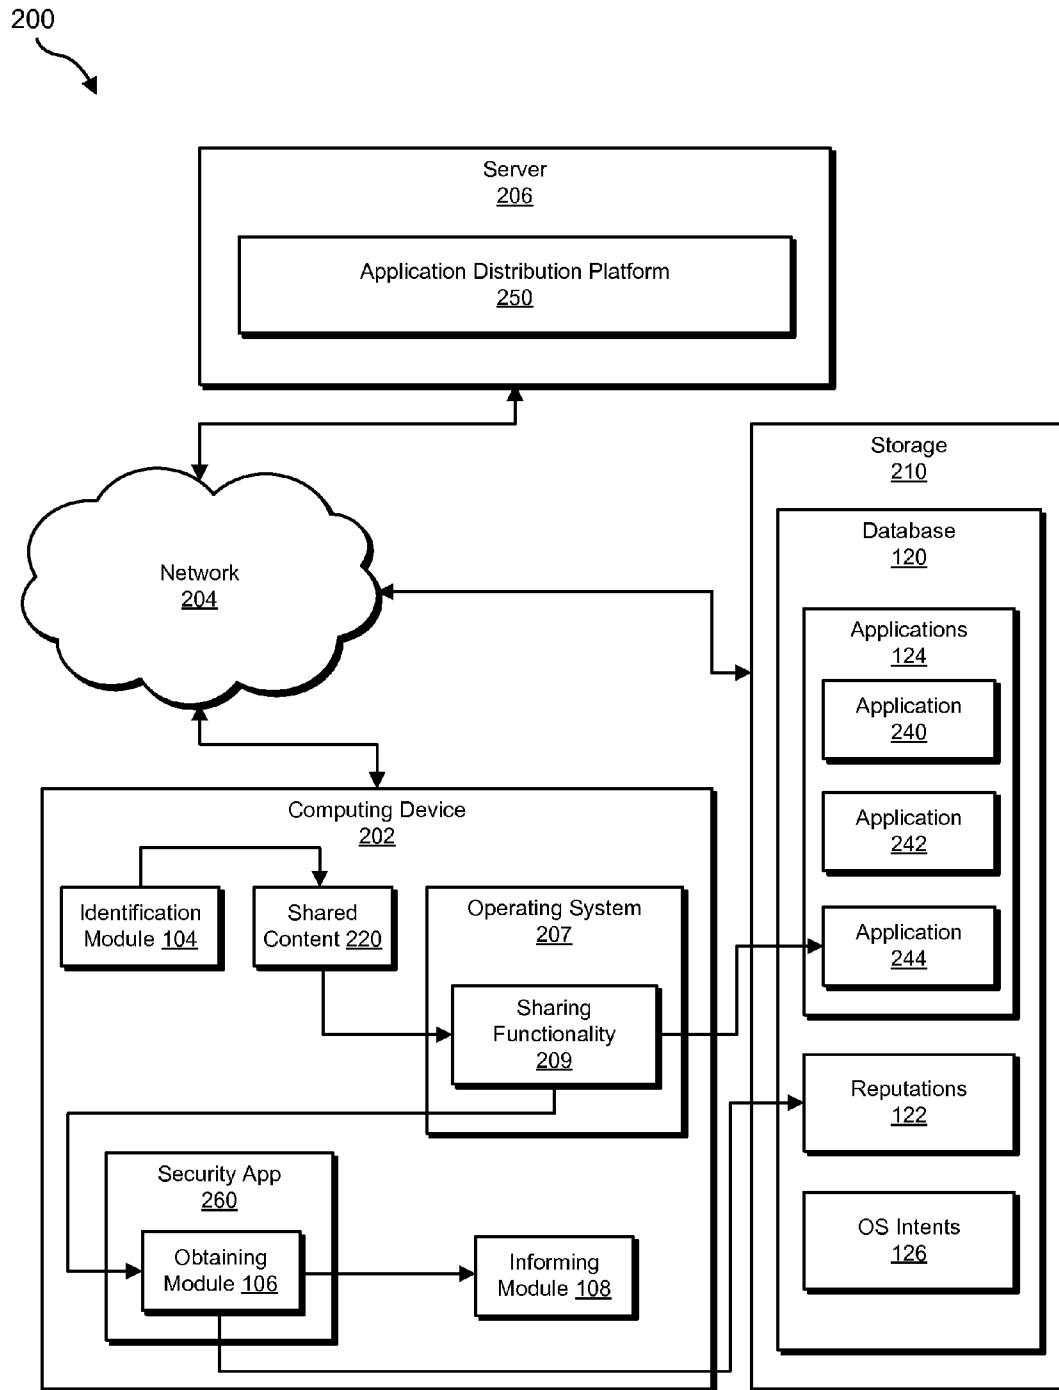 200
Server
206
Application Distribution Platform
250
Storage
210
Database
120
Network
204
Applications
124
Application
240
Application
242
Application
244
Computing Device
202
Identification
Module 104
Shared
Content 220
Operating System
207
Sharing
Functionality
209
Reputations
122
Security App
260
Obtaining
Module 106
Informing
Module 108
OS Intents
126